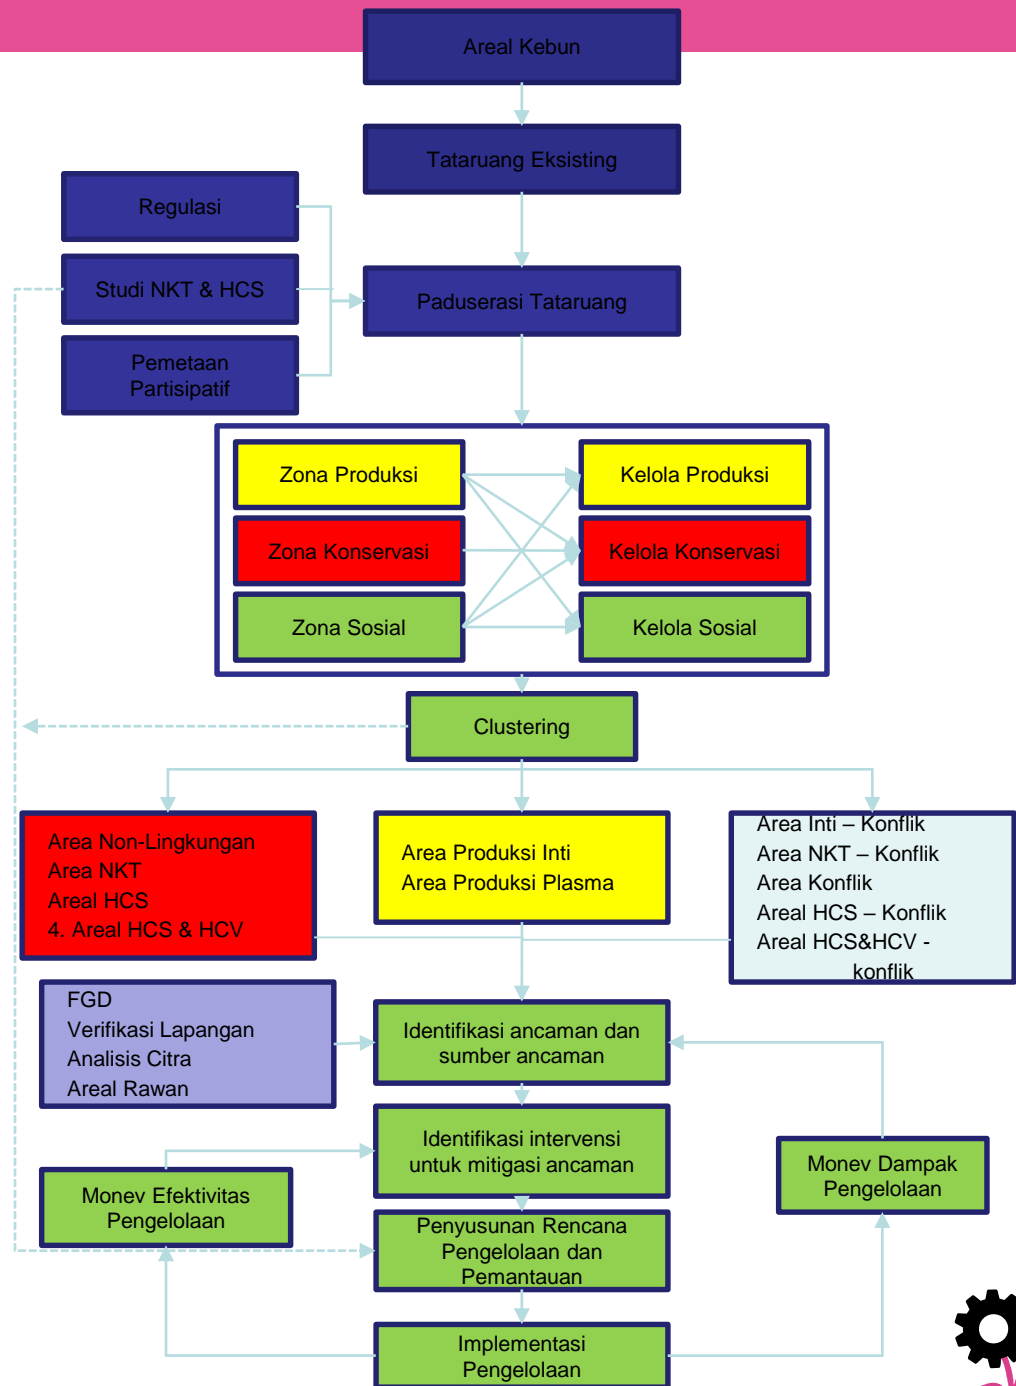 Areal Kebun
Tataruang Eksisting
Regulasi
Studi NKT & HCS
Pemetaan
Partisipatif
Paduserasi Tataruang
Zona Produksi
Kelola Produksi
Zona Konservasi
Kelola Konservasi
Zona Sosial
Kelola Sosial
Clustering
Area Non-Lingkungan
Area NKT
Areal HCS
4. Areal HCS & HCV
Area Produksi Inti
Area Produksi Plasma
Area Inti – Konflik
Area NKT – Konflik
Area Konflik
Areal HCS – Konflik
Areal HCS&HCV -
konflik
FGD
Verifikasi Lapangan
Analisis Citra
Areal Rawan
Identifikasi ancaman dan
sumber ancaman
Identifikasi intervensi
untuk mitigasi ancaman
Monev Efektivitas
Pengelolaan
Monev Dampak
Pengelolaan
Penyusunan Rencana
Pengelolaan dan
Pemantauan
Implementasi
Pengelolaan